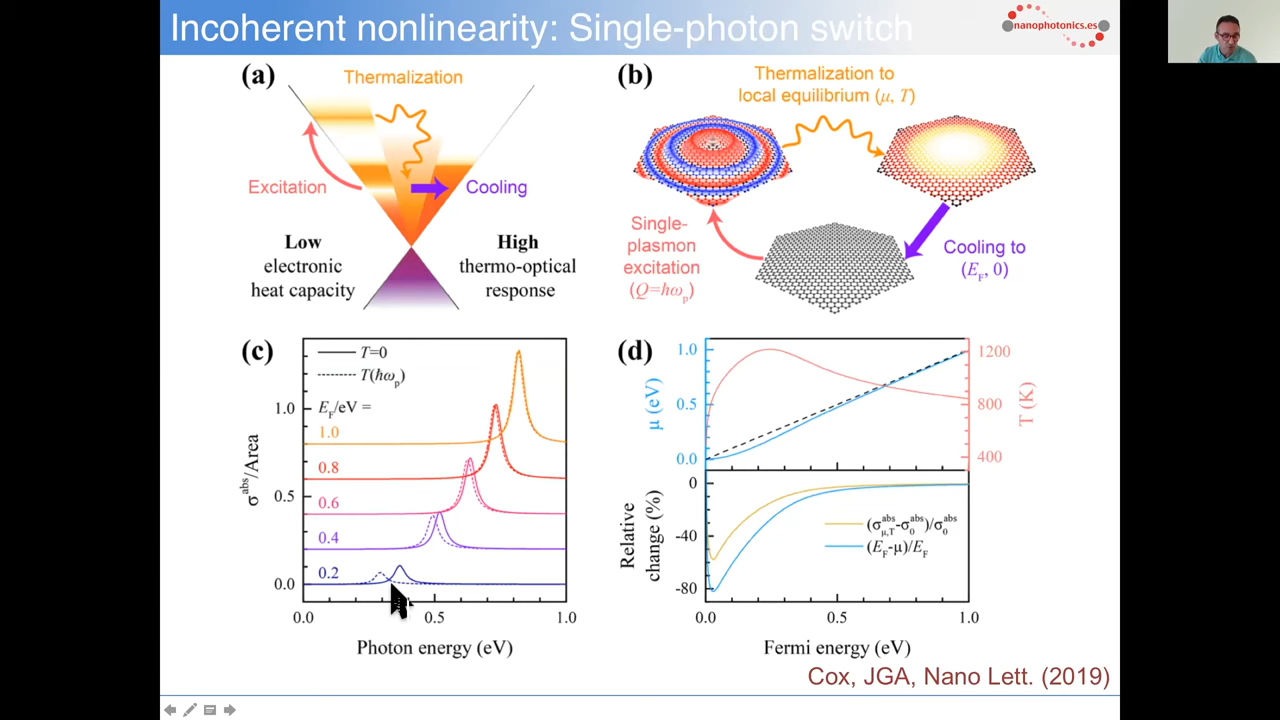 Incoherent nonlinearity: Single-photon switch
nanophotonics.es
(a)
Thermalization
Excitation
Cooling
Low
electronic
heat capacity
High
thermo-optical
response
(b)
Thermalization to
local equilibrium (μ, T)
Single-
plasmon
excitation
(Q=ħωp)
Cooling to
(EF, 0)
(c)
T=0
T(ħωp)
EF/eV =
1.0
0.8
0.6
0.4
0.2
σabs/Area
1.0
0.5
0.0
0.0 0.5 1.0
Photon energy (eV)
(d)
μ (eV)
1.0
0.5
0.0
T (K)
1200
800
400
Relative
change (%)
0
-40
-80
(σabsμ,T-σabs0)/σabs0
(EF-μ)/EF
0.0 0.5 1.0
Fermi energy (eV)
Cox, JGA, Nano Lett. (2019)